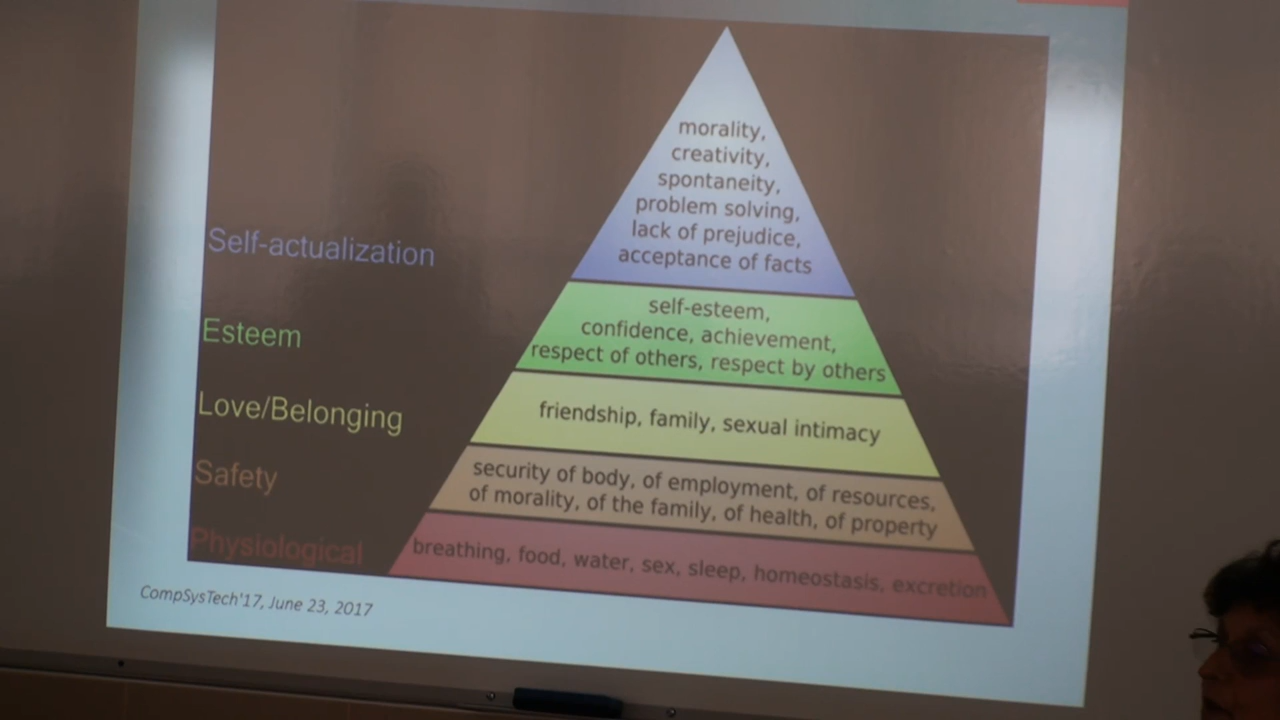 morality,
creativity,
spontaneity,
problem solving,
lack of prejudice,
acceptance of facts
Self-actualization
self-esteem,
confidence, achievement,
respect of others, respect by others
Esteem
friendship, family, sexual intimacy
Love/Belonging
security of body, of employment, of resources,
of morality, of the family, of health, of property
Safety
breathing, food, water, sex, sleep, homeostasis, excretion
Physiological
CompSysTech'17, June 23, 2017